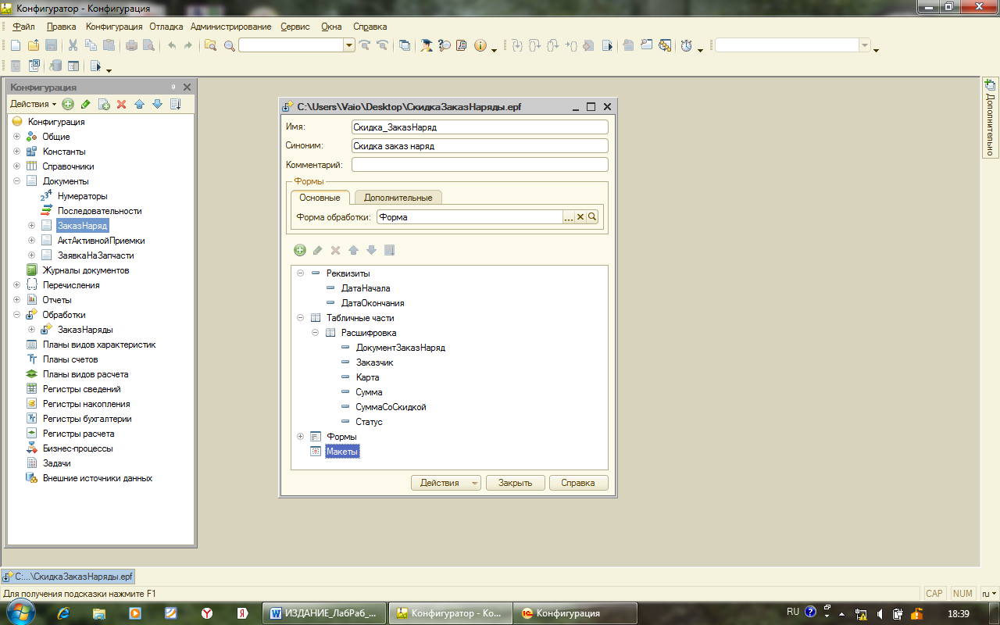 Конфигуратор - Конфигурация
Файл Правка Конфигурация Отладка Администрирование Сервис Окна Справка
Конфигурация
Действия
Конфигурация
Общие
Константы
Справочники
Документы
Нумераторы
Последовательности
ЗаказНаряд
АктАктивнойПриемки
ЗаявкаНаЗапчасти
Журналы документов
Перечисления
Отчеты
Обработки
ЗаказНаряды
Планы видов характеристик
Планы счетов
Планы видов расчета
Регистры сведений
Регистры накопления
Регистры бухгалтерии
Регистры расчета
Бизнес-процессы
Задачи
Внешние источники данных
C:\Users\Vaio\Desktop\СкидкаЗаказНаряды.epf
Имя: Скидка_ЗаказНаряд
Синоним: Скидка заказ наряд
Комментарий:
Формы
Основные Дополнительные
Форма обработки: Форма
Реквизиты
ДатаНачала
ДатаОкончания
Табличные части
Расшифровка
ДокументЗаказНаряд
Заказчик
Карта
Сумма
СуммаСоСкидкой
Статус
Формы
Макеты
Действия Закрыть Справка
Дополнительно
C:...\СкидкаЗаказНаряды.epf
Для получения подсказки нажмите F1
CAP NUM ru
ИЗДАНИЕ_ЛабРаб_... Конфигуратор - Ко... Конфигурация
RU 18:39